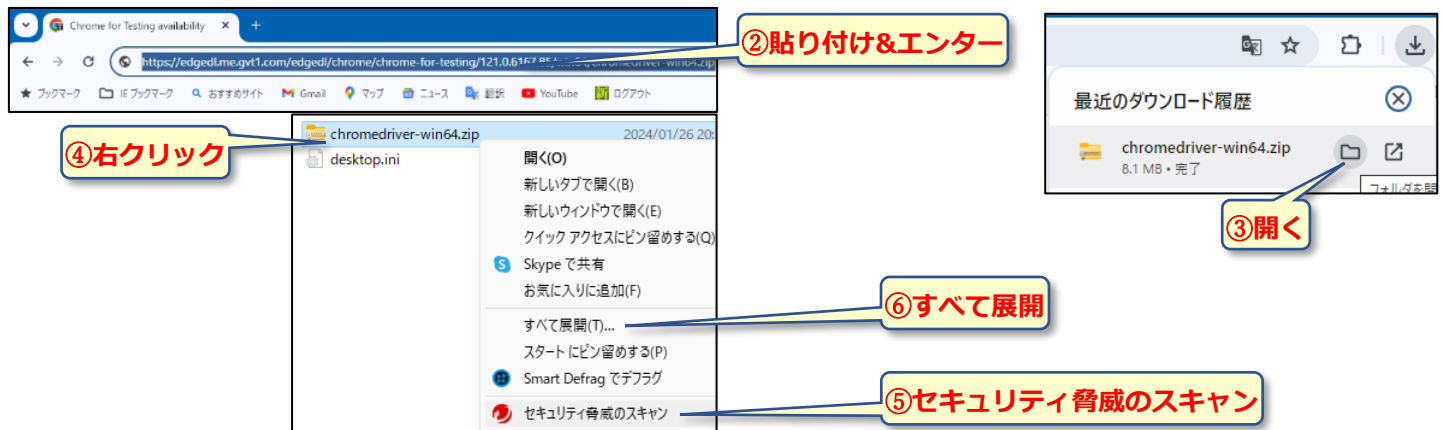 Chrome for Testing availability
②貼り付け&エンター
https://edgedl.me.gvt1.com/edgedl/chrome/chrome-for-testing/121.0.6167.85/win64/chromedriver-win64.zip
ブックマーク IE ブックマーク おすすめサイト Gmail マップ ニュース 翻訳 YouTube ログアウト
最近のダウンロード履歴
chromedriver-win64.zip
8.1 MB • 完了
フォルダを開
③開く
④右クリック
chromedriver-win64.zip 2024/01/26 20:
desktop.ini
開く(O)
新しいタブで開く(B)
新しいウィンドウで開く(E)
クイック アクセスにピン留めする(Q)
Skype で共有
お気に入りに追加(F)
すべて展開(T)...
⑥すべて展開
スタート にピン留めする(P)
Smart Defrag でデフラグ
セキュリティ脅威のスキャン
⑤セキュリティ脅威のスキャン